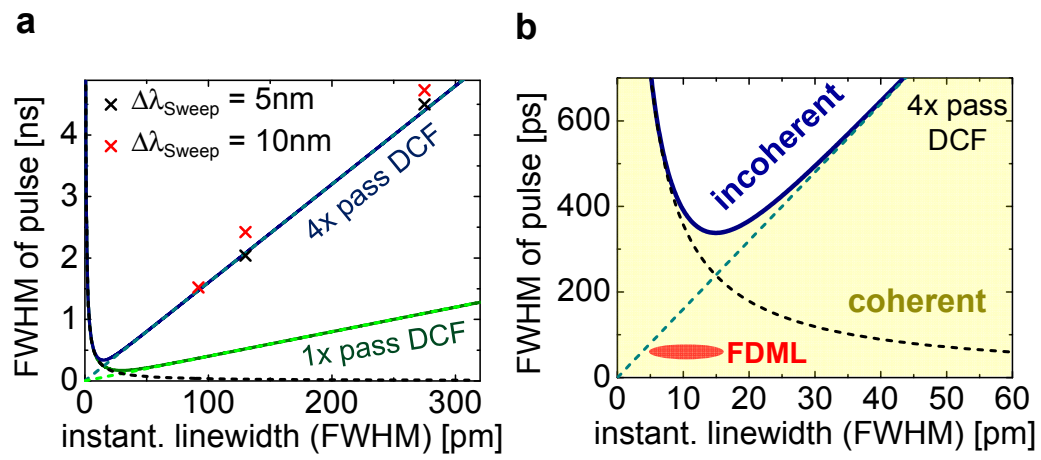 a
FWHM of pulse [ns]
4
3
2
1
0
× Δλ_Sweep = 5nm
× Δλ_Sweep = 10nm
4x pass DCF
1x pass DCF
0 100 200 300
instant. linewidth (FWHM) [pm]
b
FWHM of pulse [ps]
600
400
200
0
4x pass
DCF
incoherent
coherent
FDML
0 10 20 30 40 50 60
instant. linewidth (FWHM) [pm]